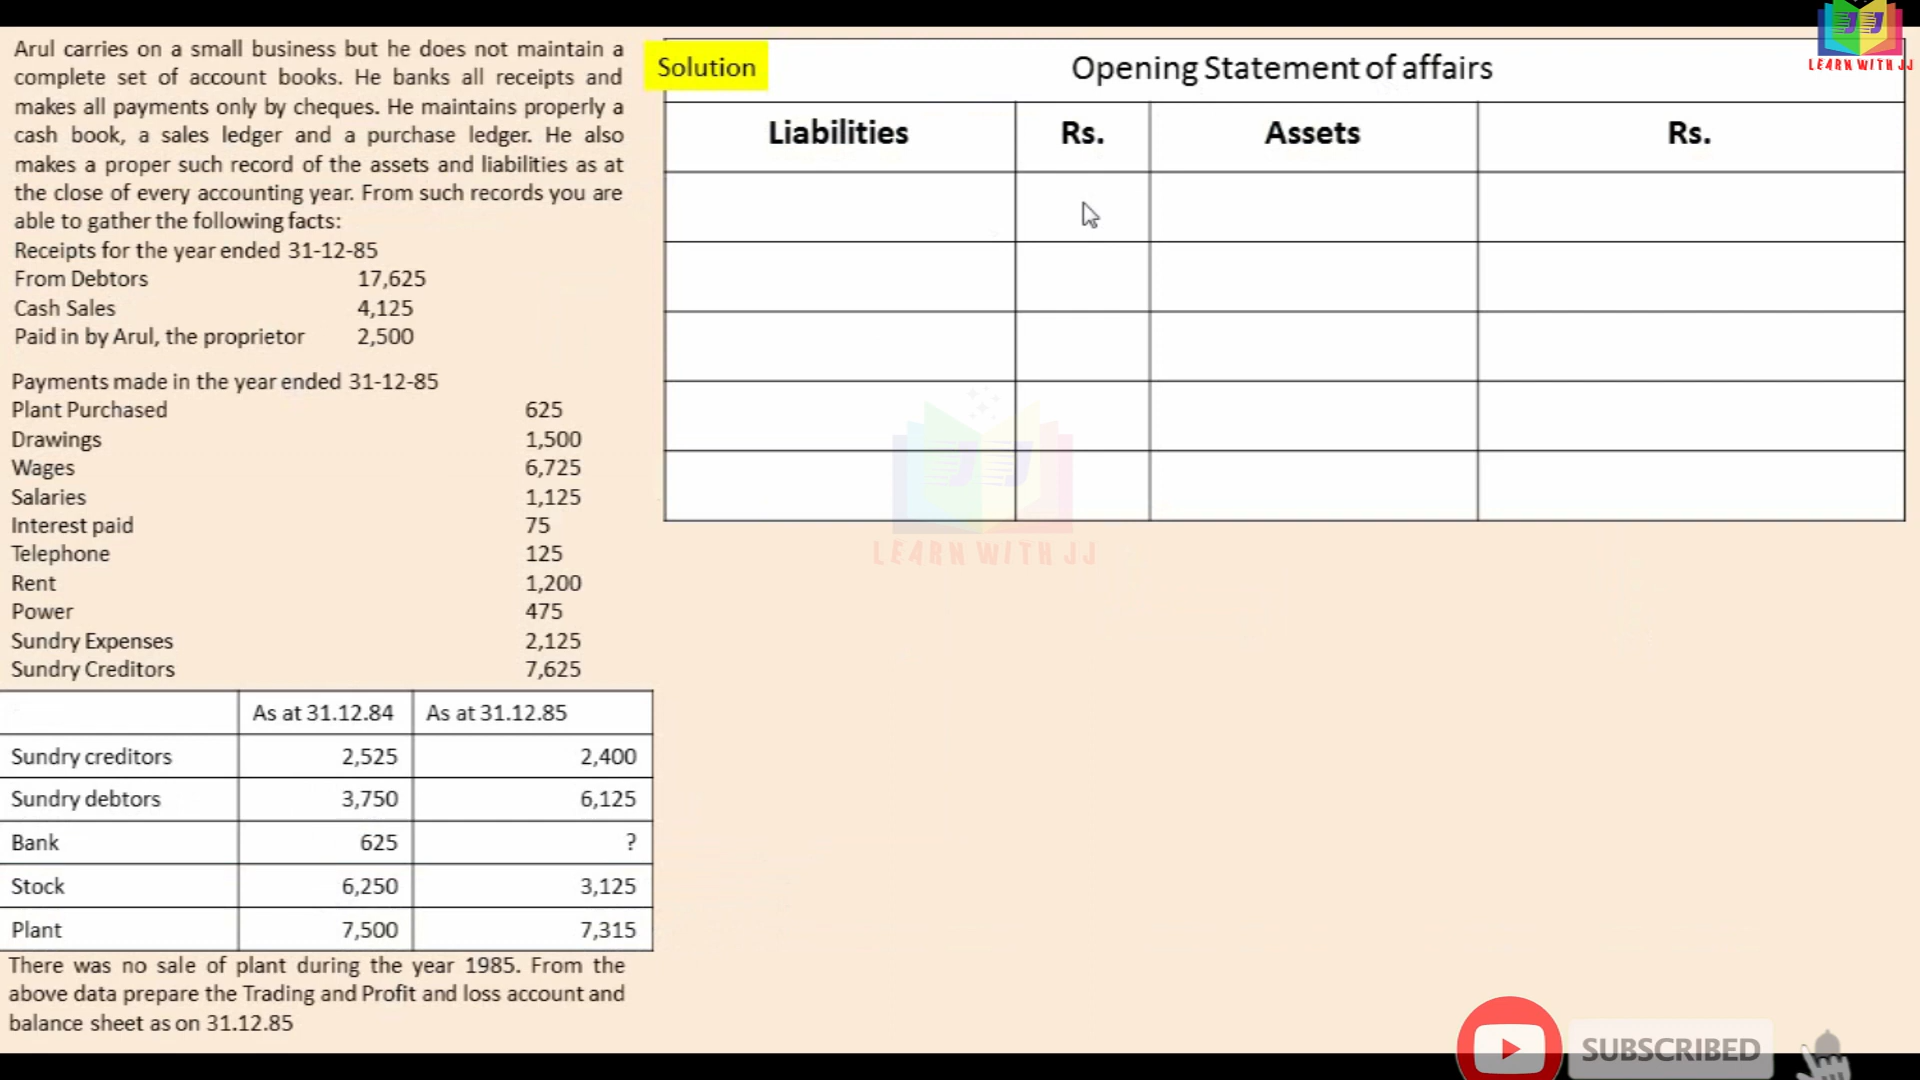 Arul carries on a small business but he does not maintain a
complete set of account books. He banks all receipts and
makes all payments only by cheques. He maintains properly a
cash book, a sales ledger and a purchase ledger. He also
makes a proper such record of the assets and liabilities as at
the close of every accounting year. From such records you are
able to gather the following facts:
Receipts for the year ended 31-12-85
From Debtors 17,625
Cash Sales 4,125
Paid in by Arul, the proprietor 2,500
Payments made in the year ended 31-12-85
Plant Purchased 625
Drawings 1,500
Wages 6,725
Salaries 1,125
Interest paid 75
Telephone 125
Rent 1,200
Power 475
Sundry Expenses 2,125
Sundry Creditors 7,625
As at 31.12.84 As at 31.12.85
Sundry creditors 2,525 2,400
Sundry debtors 3,750 6,125
Bank 625 ?
Stock 6,250 3,125
Plant 7,500 7,315
There was no sale of plant during the year 1985. From the
above data prepare the Trading and Profit and loss account and
balance sheet as on 31.12.85
Solution
Opening Statement of affairs
Liabilities Rs. Assets Rs.
JJ
LEARN WITH JJ
JJ
LEARN WITH JJ
SUBSCRIBED